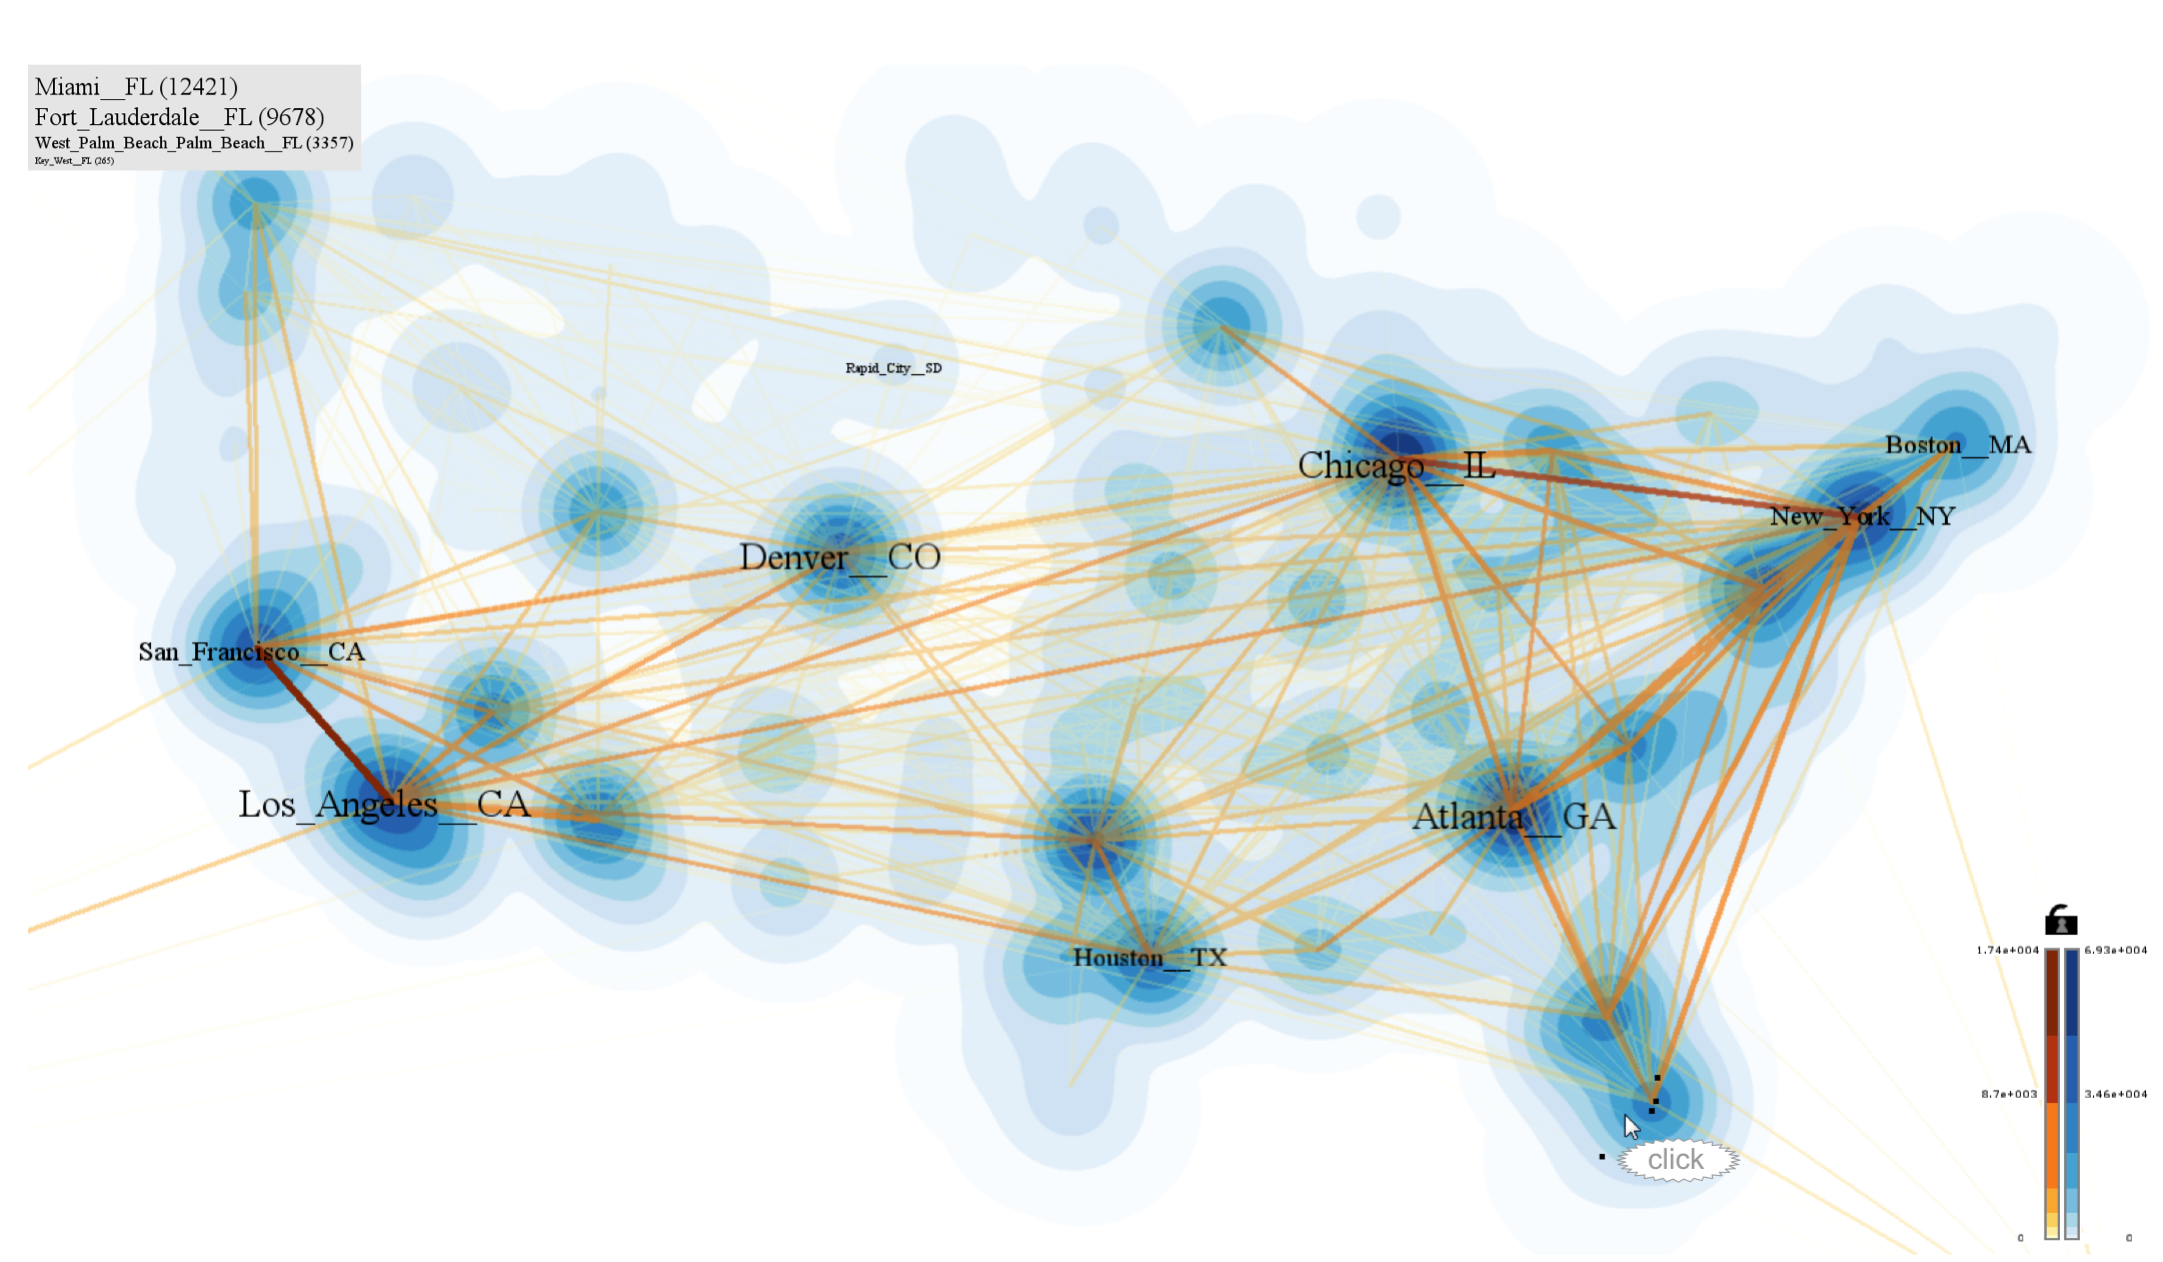 Miami__FL (12421)
Fort_Lauderdale__FL (9678)
West_Palm_Beach_Palm_Beach__FL (3357)
Key_West__FL (265)
Rapid_City__SD
Boston__MA
Chicago__IL
New_York__NY
Denver__CO
San_Francisco__CA
Los_Angeles__CA
Atlanta__GA
Houston__TX
1.74e+004 6.93e+004
8.7e+003 3.46e+004
click
0 0